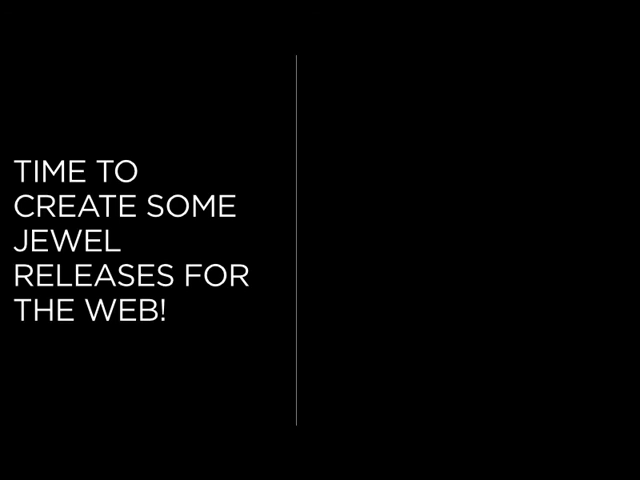 TIME TO
CREATE SOME
JEWEL
RELEASES FOR
THE WEB!